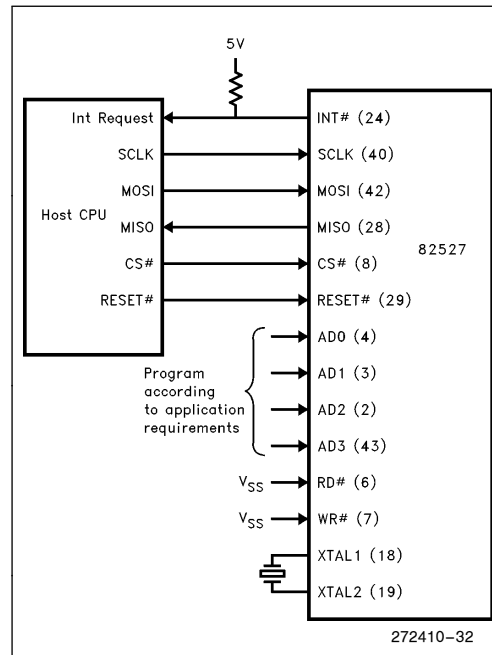 5V
Int Request
INT# (24)
SCLK
SCLK (40)
MOSI
MOSI (42)
Host CPU
MISO
MISO (28)
82527
CS#
CS# (8)
RESET#
RESET# (29)
AD0 (4)
Program
according
to application
requirements
AD1 (3)
AD2 (2)
AD3 (43)
VSS
RD# (6)
VSS
WR# (7)
XTAL1 (18)
XTAL2 (19)
272410-32